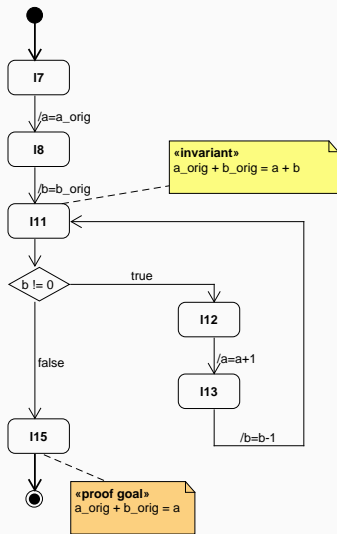 l7
/a=a_orig
l8
«invariant»
a_orig + b_orig = a + b
/b=b_orig
l11
b != 0
true
l12
false
/a=a+1
l13
l15
/b=b-1
«proof goal»
a_orig + b_orig = a